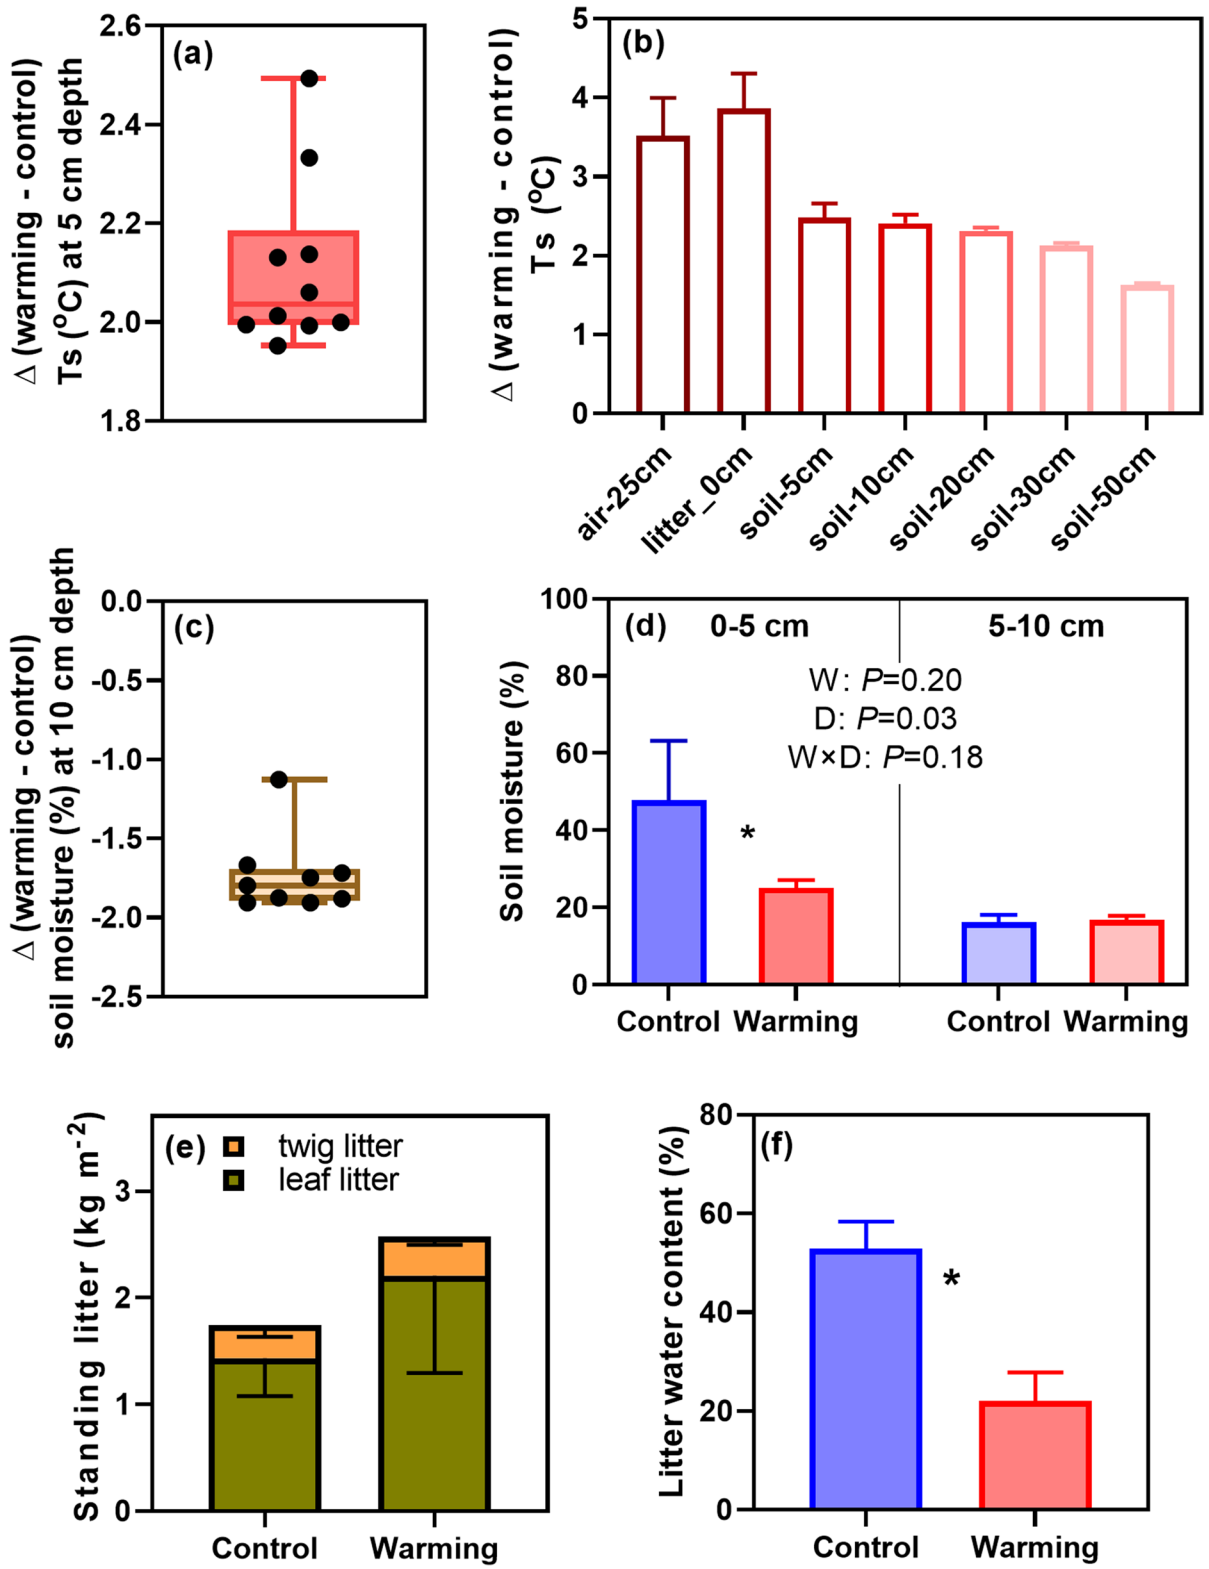 (a)
Δ (warming - control)
Ts (ºC) at 5 cm depth
2.6
2.4
2.2
2.0
1.8
(b)
Δ (warming - control)
Ts (ºC)
5
4
3
2
1
0
air-25cm
litter_0cm
soil-5cm
soil-10cm
soil-20cm
soil-30cm
soil-50cm
(c)
Δ (warming - control)
soil moisture (%) at 10 cm depth
0.0
-0.5
-1.0
-1.5
-2.0
-2.5
(d)
0-5 cm
5-10 cm
W: P=0.20
D: P=0.03
W×D: P=0.18
*
Soil moisture (%)
100
80
60
40
20
0
Control Warming
Control Warming
(e)
twig litter
leaf litter
Standing litter (kg m⁻²)
3
2
1
0
Control
Warming
(f)
*
Litter water content (%)
80
60
40
20
0
Control
Warming